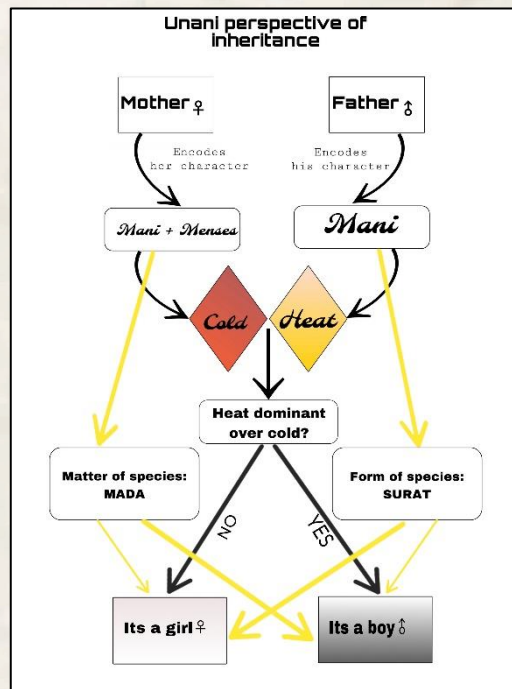 Unani perspective of
inheritance
Mother ♀
Father ♂
Encodes
her character
Encodes
his character
Mani + Menses
Mani
Cold
Heat
Heat dominant
over cold?
Matter of species:
MADA
Form of species:
SURAT
NO
YES
Its a girl ♀
Its a boy ♂